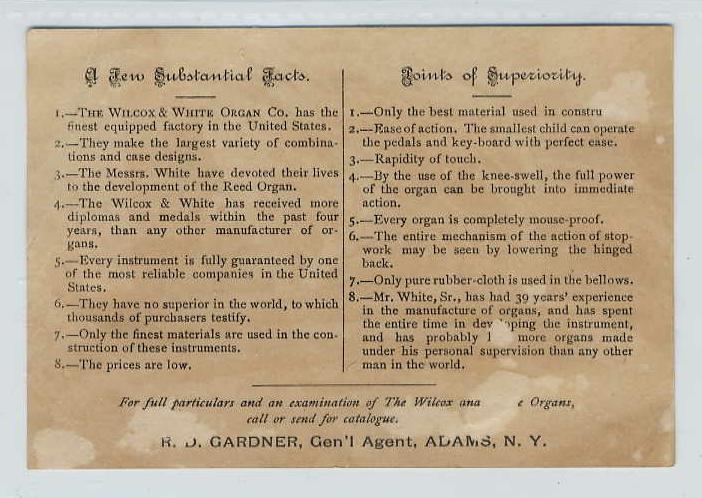 A Few Substantial Facts.
1.—THE WILCOX & WHITE ORGAN CO. has the
finest equipped factory in the United States.
2.—They make the largest variety of combina-
tions and case designs.
3.—The Messrs. White have devoted their lives
to the development of the Reed Organ.
4.—The Wilcox & White has received more
diplomas and medals within the past four
years, than any other manufacturer of or-
gans.
5.—Every instrument is fully guaranteed by one
of the most reliable companies in the United
States.
6.—They have no superior in the world, to which
thousands of purchasers testify.
7.—Only the finest materials are used in the con-
struction of these instruments.
8.—The prices are low.
Points of Superiority.
1.—Only the best material used in constru
2.—Ease of action. The smallest child can operate
the pedals and key-board with perfect ease.
3.—Rapidity of touch.
4.—By the use of the knee-swell, the full power
of the organ can be brought into immediate
action.
5.—Every organ is completely mouse-proof.
6.—The entire mechanism of the action of stop-
work may be seen by lowering the hinged
back.
7.—Only pure rubber-cloth is used in the bellows.
8.—Mr. White, Sr., has had 39 years' experience
in the manufacture of organs, and has spent
the entire time in dev oping the instrument,
and has probably more organs made
under his personal supervision than any other
man in the world.
For full particulars and an examination of The Wilcox and e Organs,
call or send for catalogue.
R. D. GARDNER, Gen'l Agent, ADAMS, N. Y.